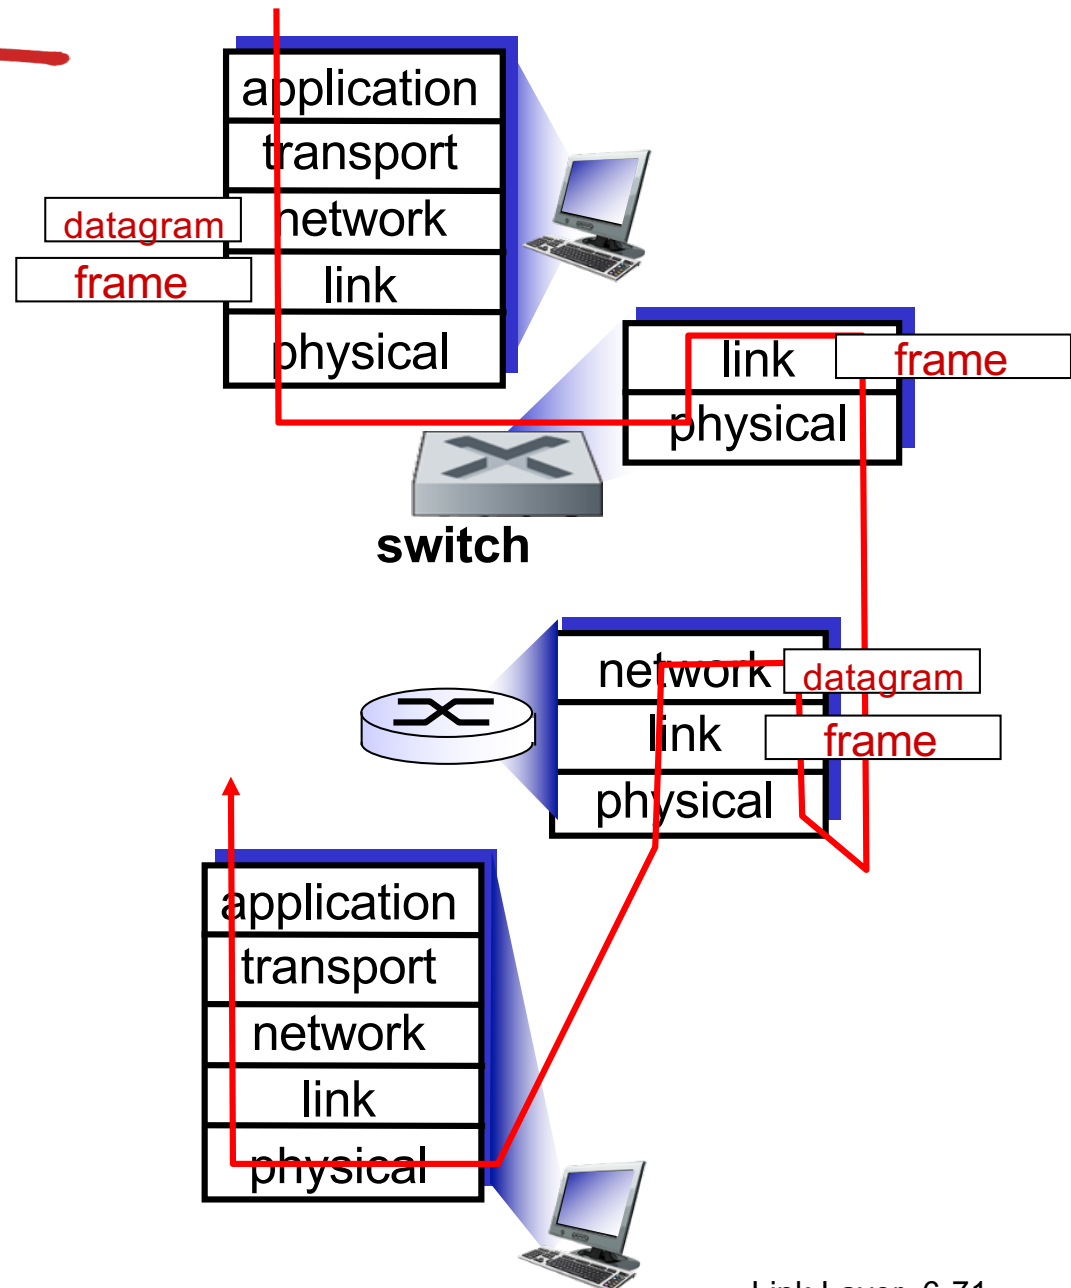 application
transport
datagram
network
frame
link
physical
link
frame
physical
switch
network
datagram
link
frame
physical
application
transport
network
link
physical